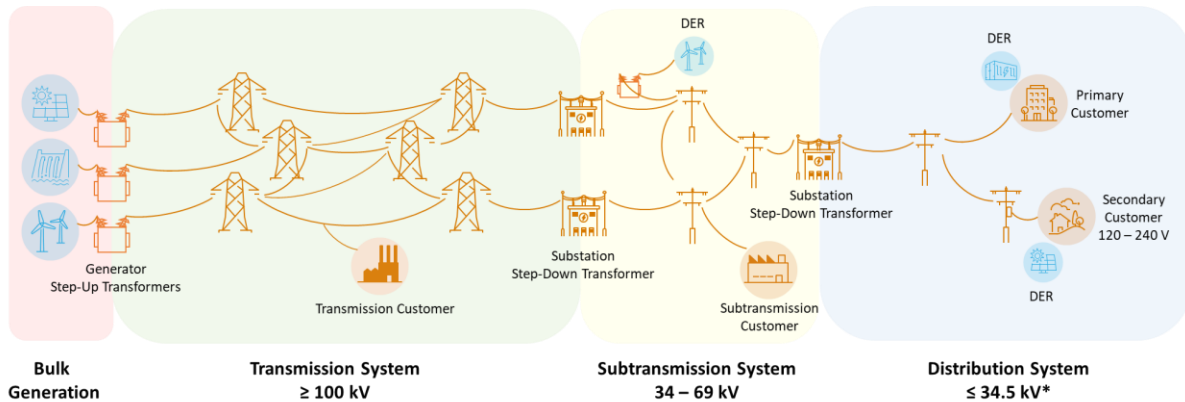 DER
DER
Primary
Customer
Substation
Step-Down Transformer
Secondary
Customer
120 – 240 V
Generator
Step-Up Transformers
Substation
Step-Down Transformer
Transmission Customer
Subtransmission
Customer
DER
Bulk
Generation
Transmission System
≥ 100 kV
Subtransmission System
34 – 69 kV
Distribution System
≤ 34.5 kV*